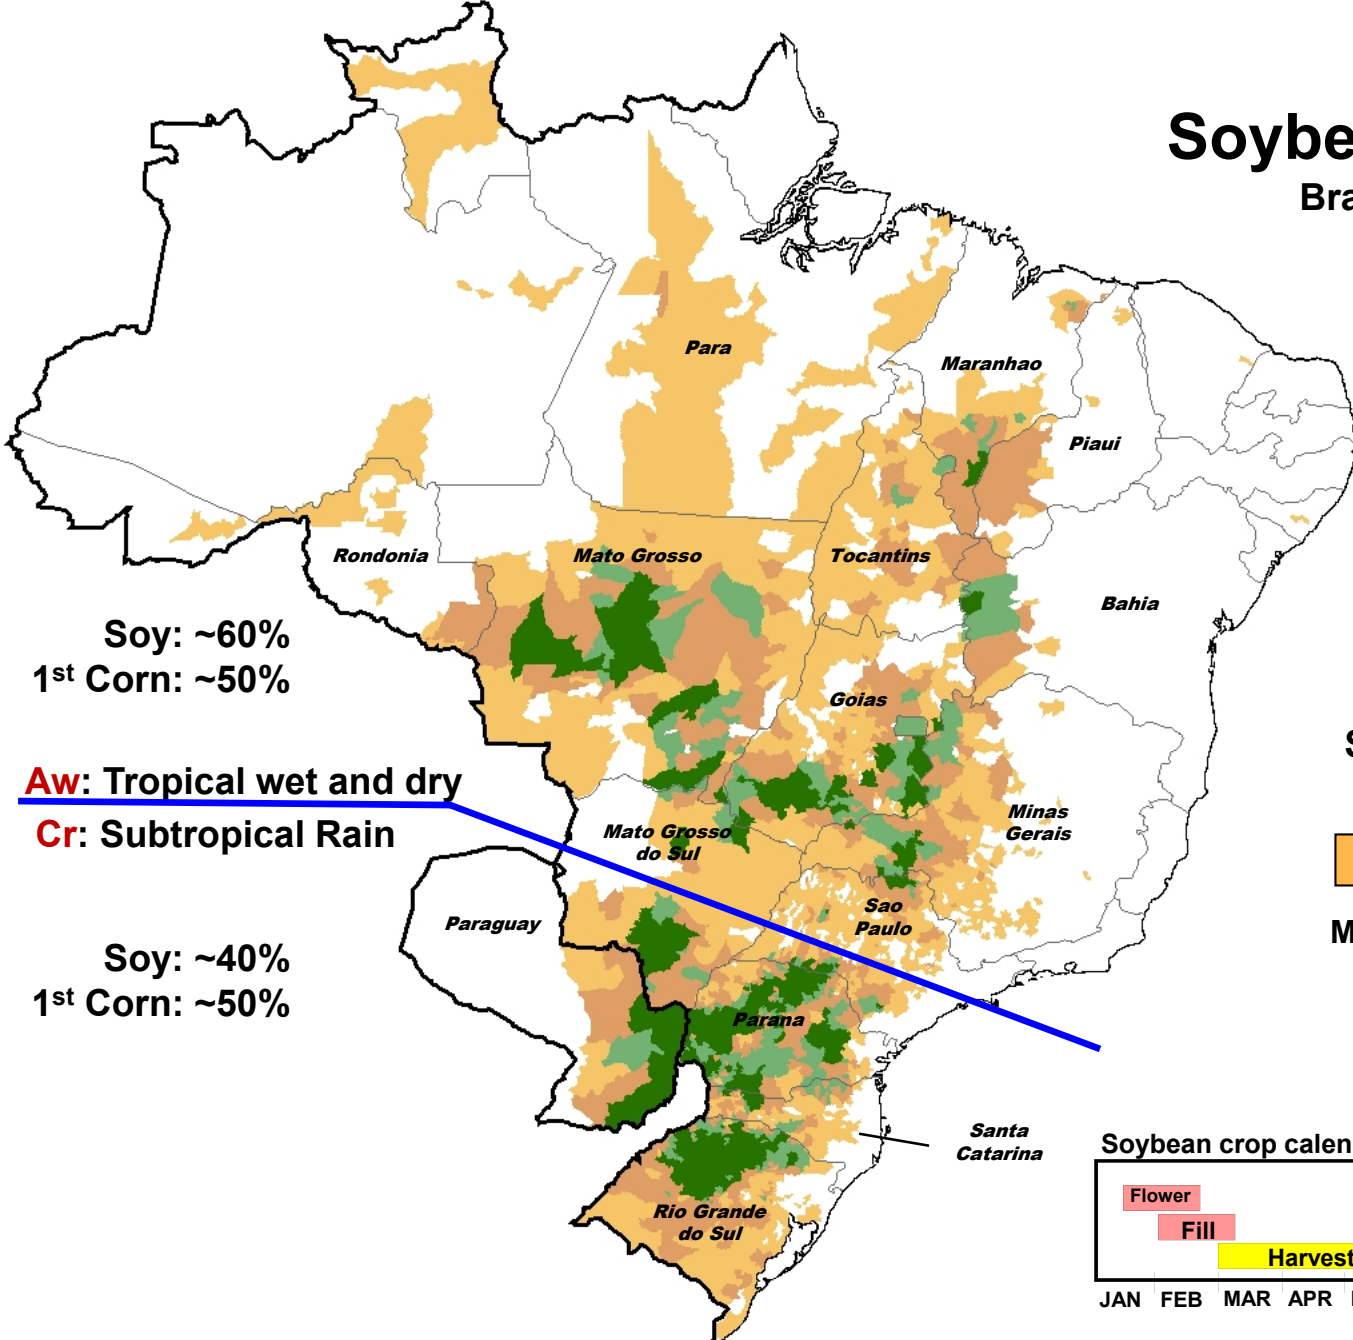 Soybe
Bra
Para
Maranhao
Piaui
Rondonia
Mato Grosso
Tocantins
Bahia
Soy: ~60%
1st Corn: ~50%
Goias
S
Aw: Tropical wet and dry
Cr: Subtropical Rain
Mato Grosso
do Sul
Minas
Gerais
Paraguay
Sao
Paulo
M
Soy: ~40%
1st Corn: ~50%
Parana
Santa
Catarina
Rio Grande
do Sul
Soybean crop calen
Flower
Fill
Harvest
JAN FEB MAR APR